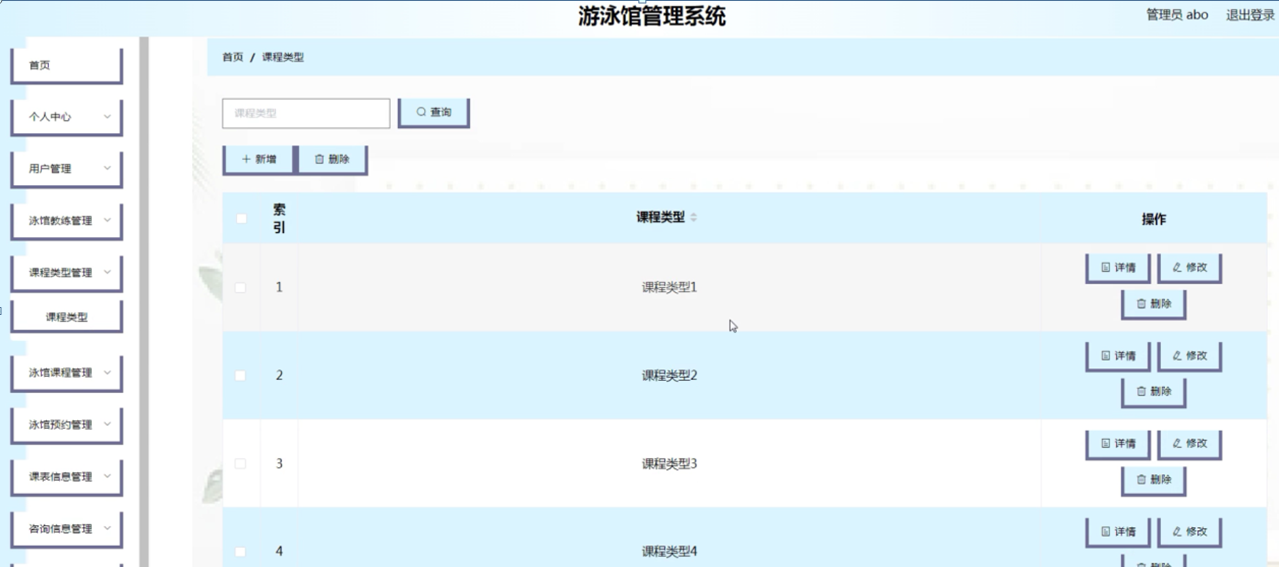 游泳馆管理系统
管理员 abo 退出登录
首页
个人中心
用户管理
泳馆教练管理
课程类型管理
课程类型
泳馆课程管理
泳馆预约管理
课表信息管理
咨询信息管理
首页 / 课程类型
课程类型 查询
新增 删除
索引 课程类型 操作
1 课程类型1 详情 修改
删除
2 课程类型2 详情 修改
删除
3 课程类型3 详情 修改
删除
4 课程类型4 详情 修改
删除